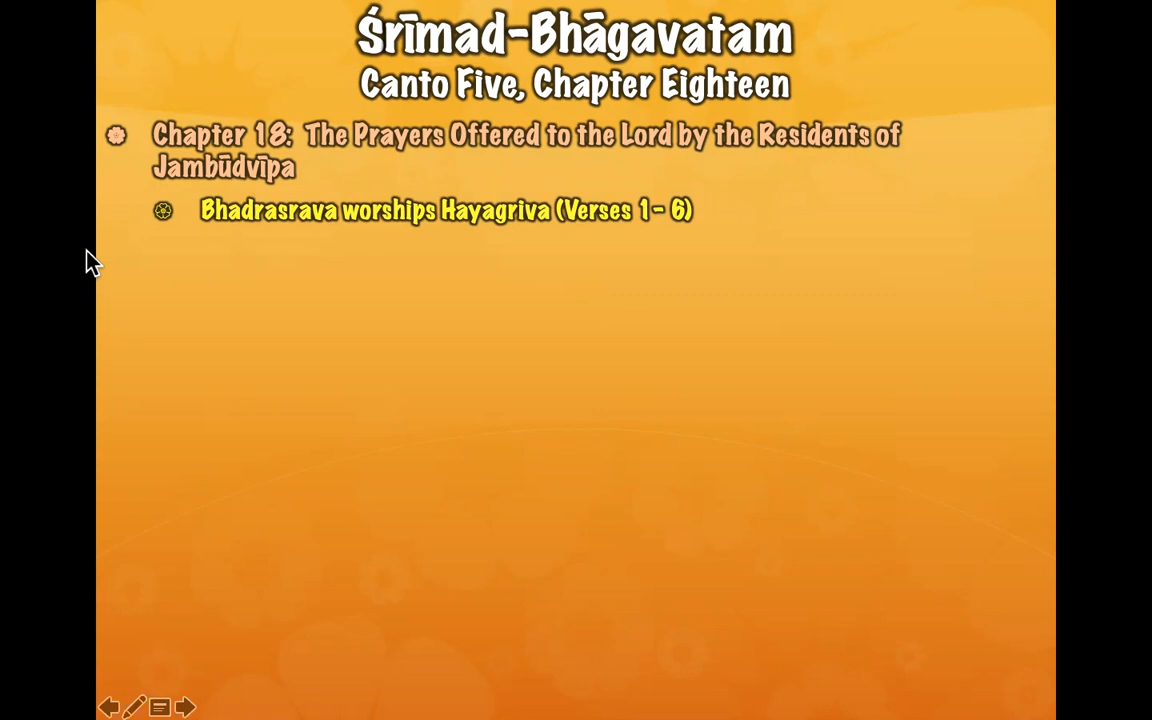 Śrīmad-Bhāgavatam
Canto Five, Chapter Eighteen
Chapter 18: The Prayers Offered to the Lord by the Residents of
Jambūdvīpa
Bhadrasrava worships Hayagriva (Verses 1- 6)